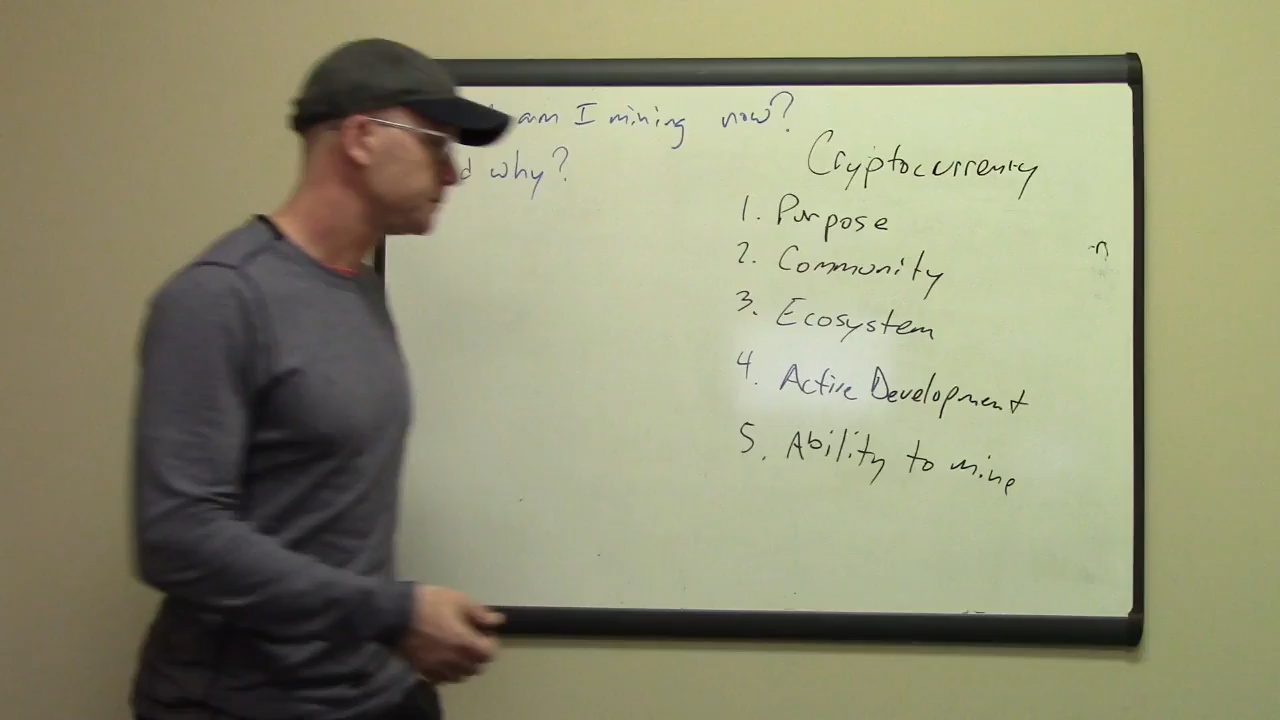 am I mining now?
d why?
Cryptocurrency
1. Purpose
2. Community
3. Ecosystem
4. Active Development
5. Ability to mine